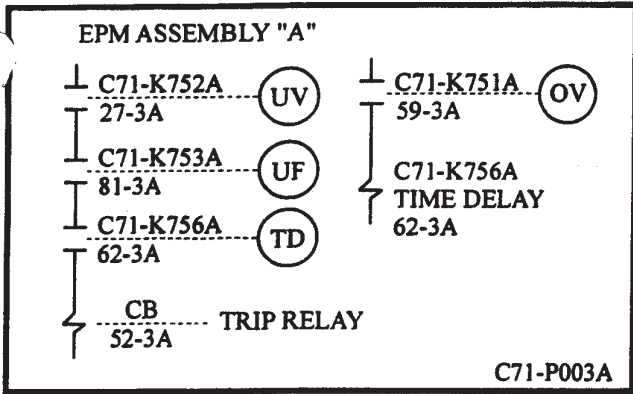 EPM ASSEMBLY "A"
C71-K752A
27-3A
UV
C71-K753A
81-3A
UF
C71-K756A
62-3A
TD
CB
52-3A
TRIP RELAY
C71-K751A
59-3A
OV
C71-K756A
TIME DELAY
62-3A
C71-P003A